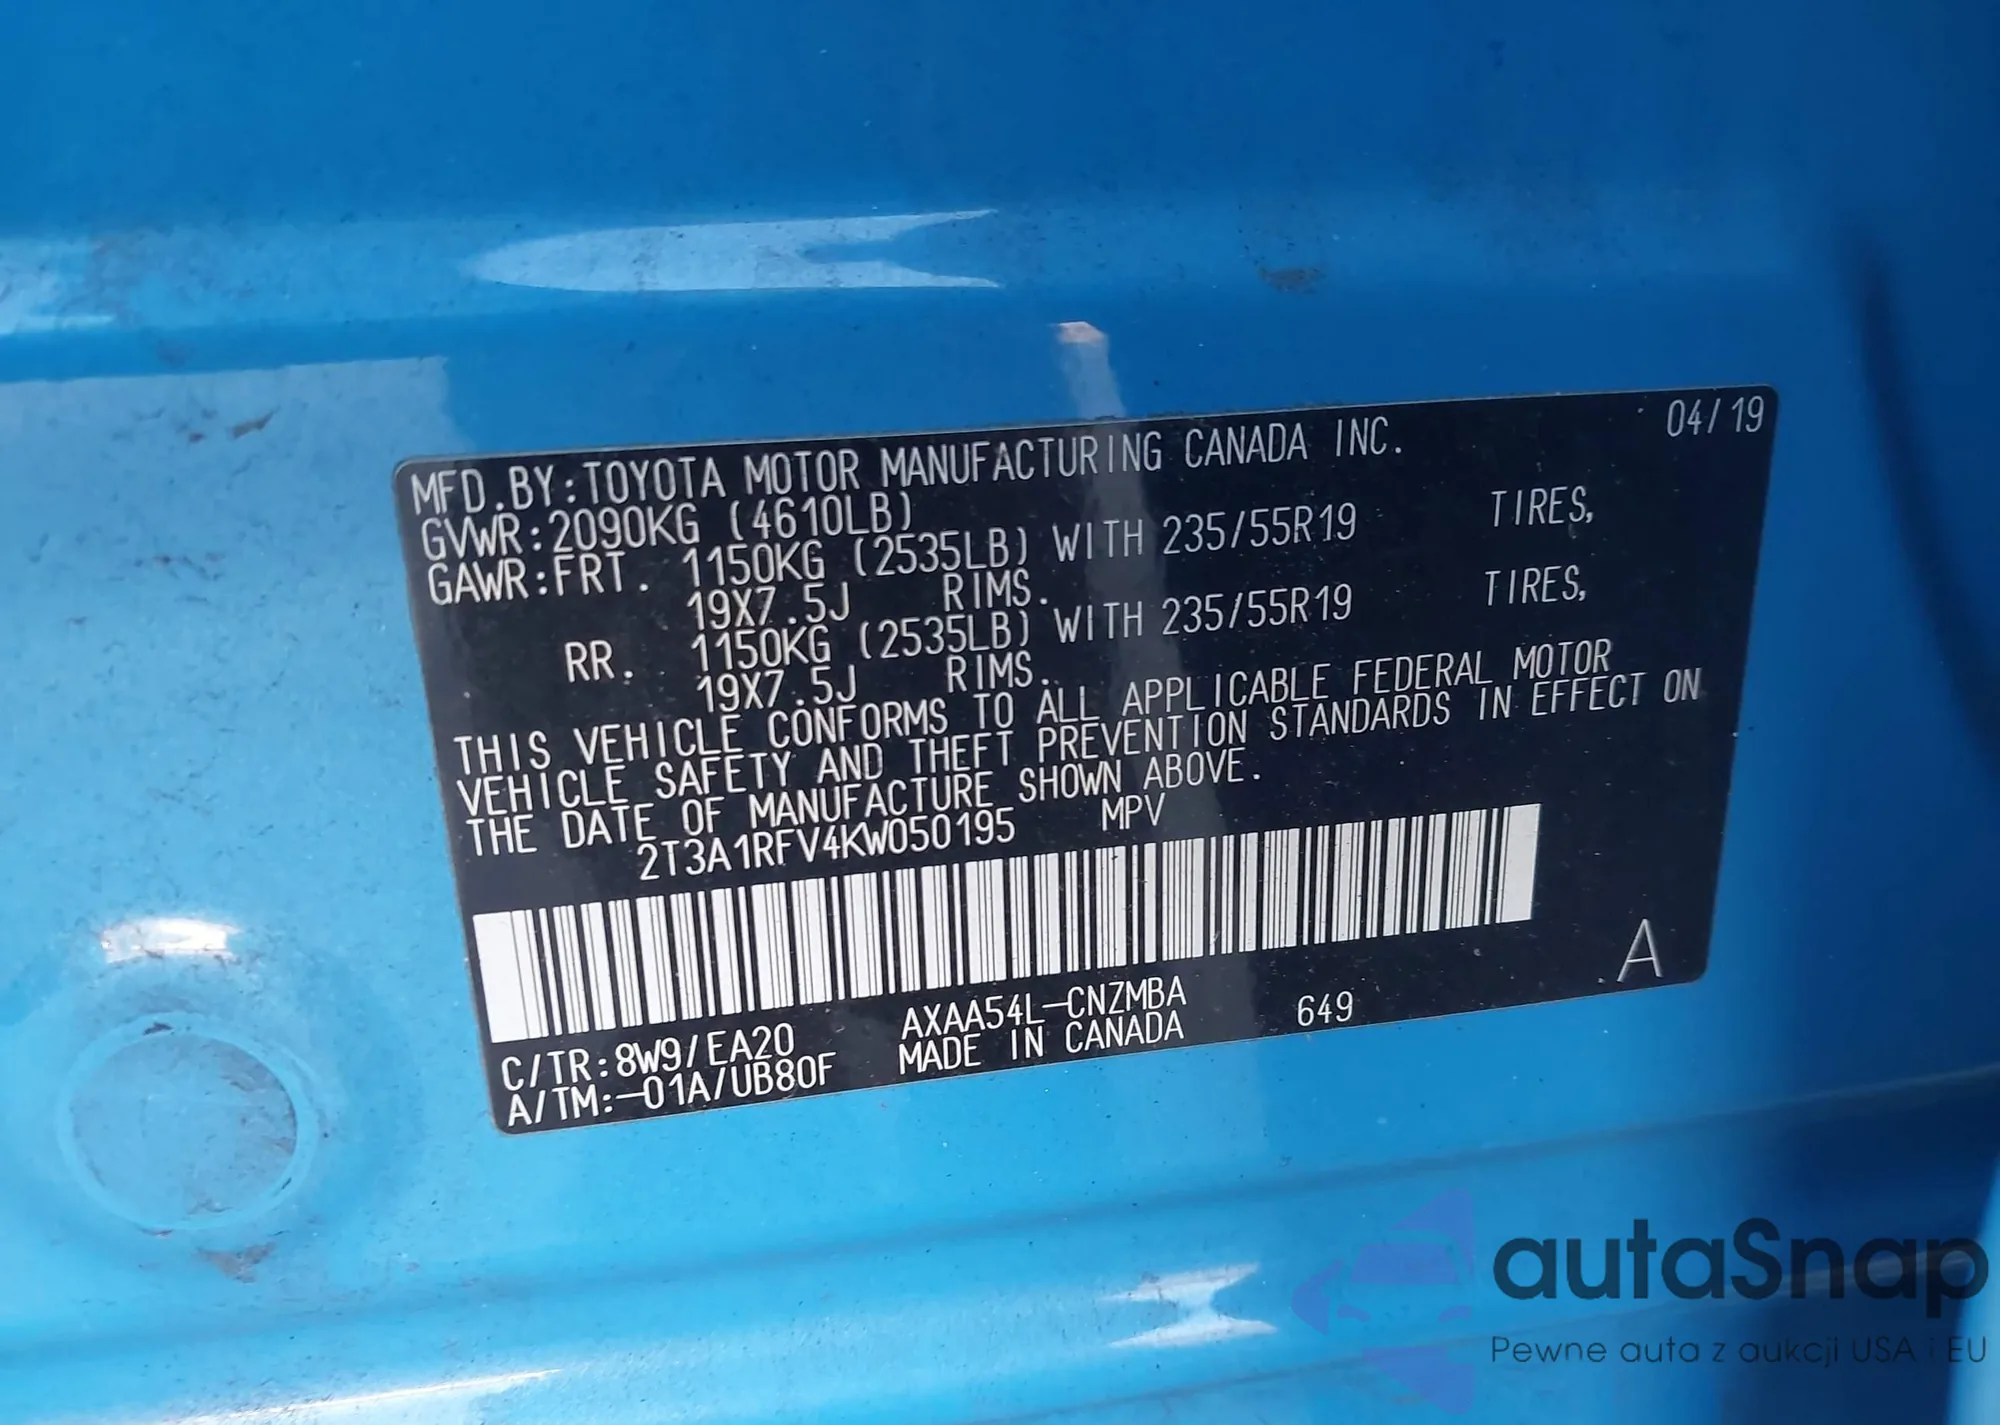 04/19
MFD.BY:TOYOTA MOTOR MANUFACTURING CANADA INC.
GVWR:2090KG (4610LB)
GAWR:FRT. 1150KG (2535LB) WITH 235/55R19 TIRES,
19X7.5J RIMS.
RR. 1150KG (2535LB) WITH 235/55R19 TIRES,
19X7.5J RIMS.
THIS VEHICLE CONFORMS TO ALL APPLICABLE FEDERAL MOTOR
VEHICLE SAFETY AND THEFT PREVENTION STANDARDS IN EFFECT ON
THE DATE OF MANUFACTURE SHOWN ABOVE.
2T3A1RFV4KW050195 MPV
A
C/TR:8W9/EA20 AXAA54L-CNZMBA 649
A/TM:-01A/UB80F MADE IN CANADA
autaSnap
Pewne auta z aukcji USA i EU